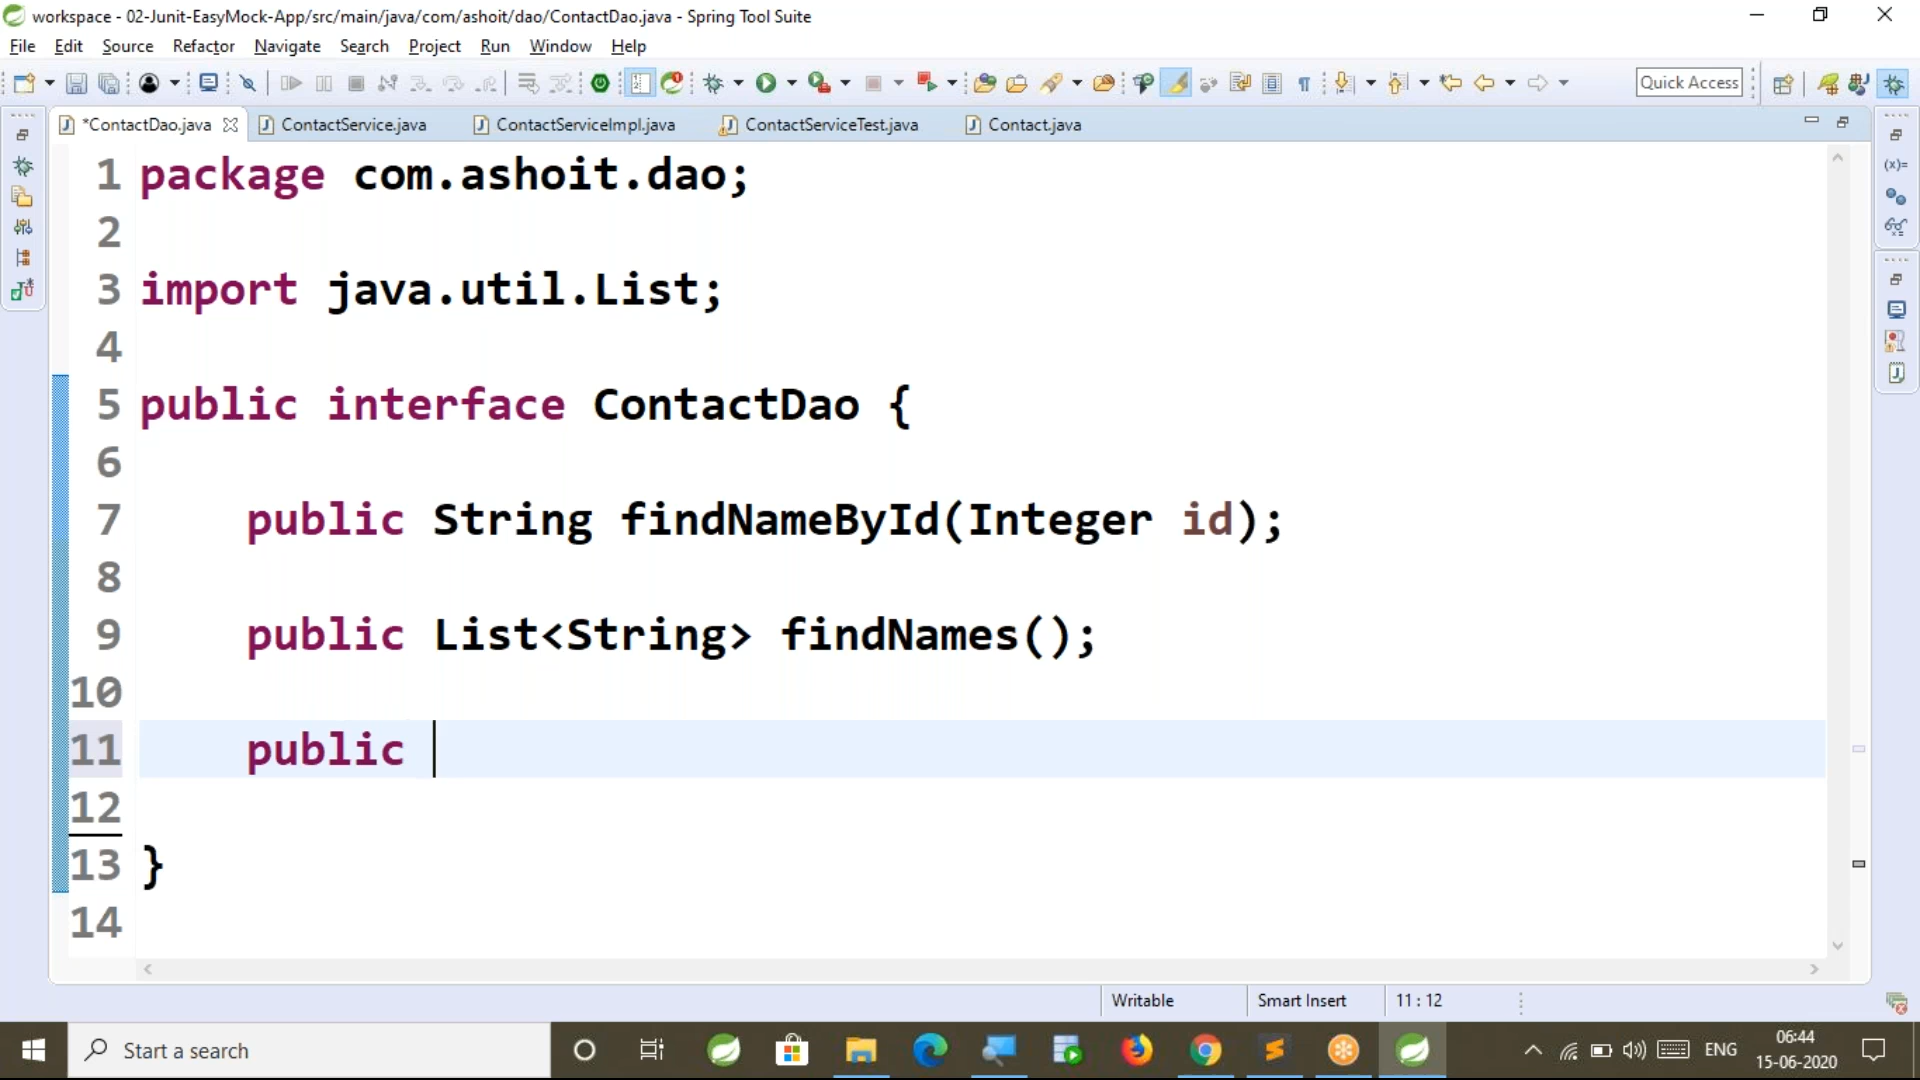 workspace - 02-Junit-EasyMock-App/src/main/java/com/ashoit/dao/ContactDao.java - Spring Tool Suite
File Edit Source Refactor Navigate Search Project Run Window Help
Quick Access
*ContactDao.java ContactService.java ContactServiceImpl.java ContactServiceTest.java Contact.java
1 package com.ashoit.dao;
2
3 import java.util.List;
4
5 public interface ContactDao {
6
7 public String findNameById(Integer id);
8
9 public List<String> findNames();
10
11 public
12
13 }
14
Writable Smart Insert 11 : 12
Start a search
ENG
06:44
15-06-2020